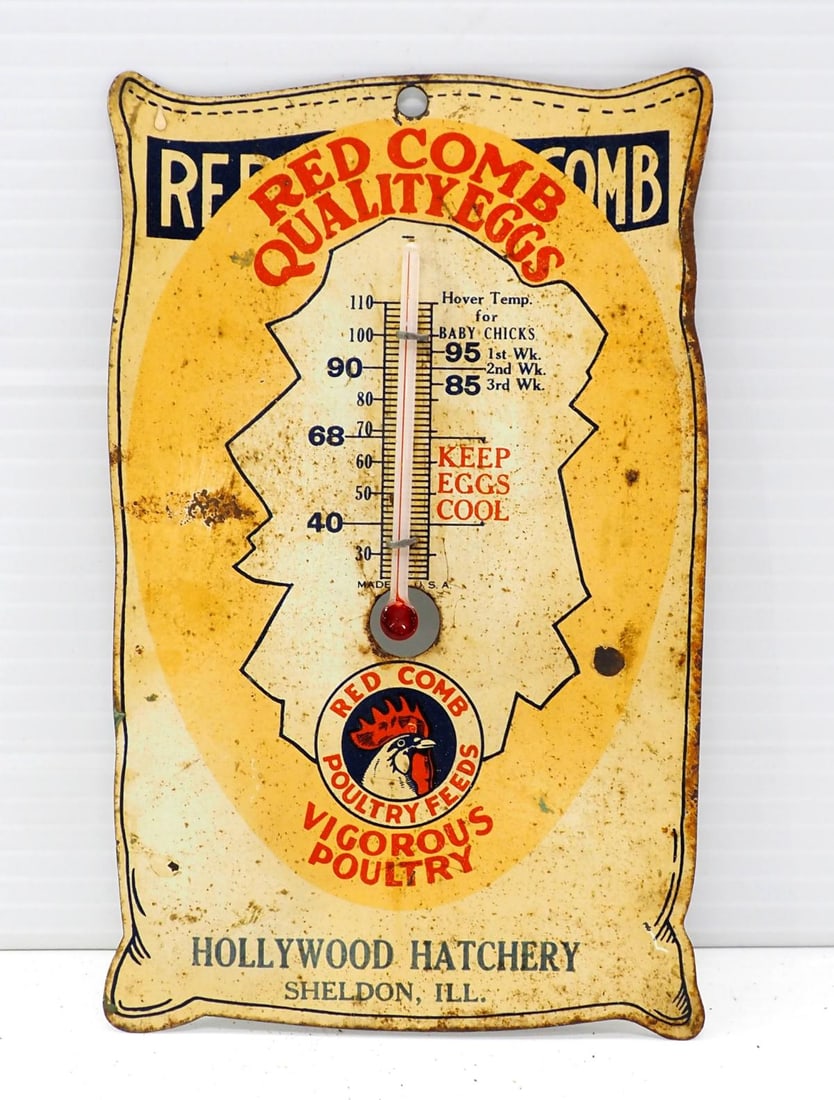 RED COMB
RED COMB
QUALITY EGGS
110 Hover Temp.
for
100 BABY CHICKS
95 1st Wk.
90 2nd Wk.
85 3rd Wk.
80
70
68
60 KEEP
EGGS
50 COOL
40
30
MADE U.S.A
RED COMB
POULTRY FEEDS
VIGOROUS
POULTRY
HOLLYWOOD HATCHERY
SHELDON, ILL.